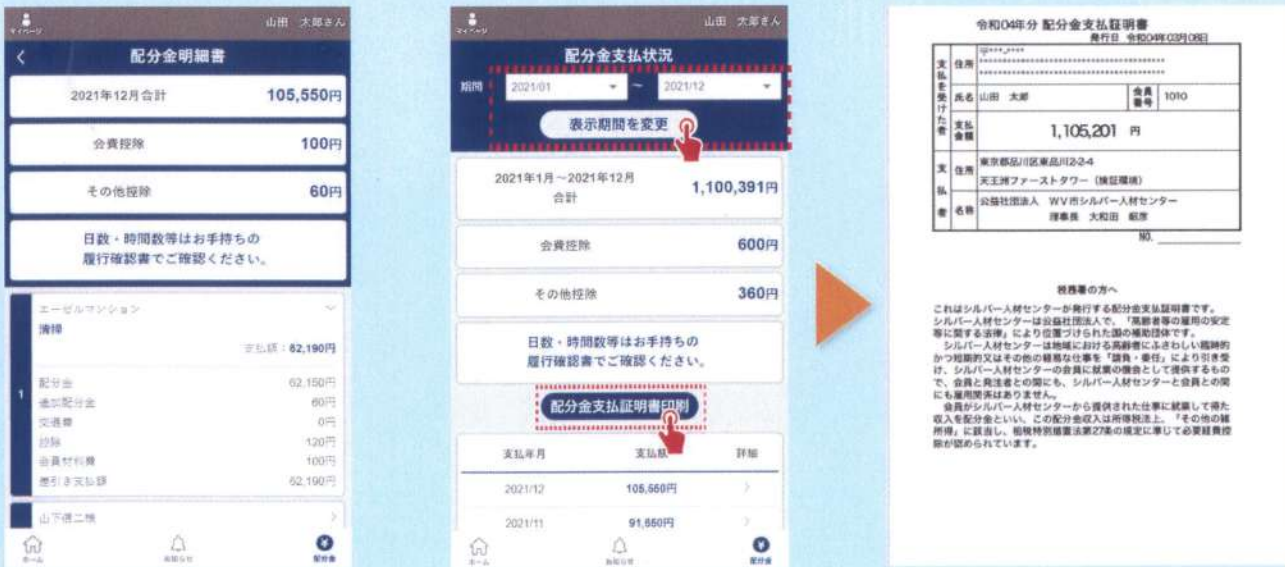 マイページ
山田 太郎さん
配分金明細書
2021年12月合計 105,550円
会費控除 100円
その他控除 60円
日数・時間数等はお手持ちの
履行確認書でご確認ください。
エーゼルマンション
清掃
支払額：62,190円
1
配分金 62,150円
追加配分金 60円
交通費 0円
控除 120円
会員材料費 100円
差引き支払額 62,190円
山下信二様
ホーム
お知らせ
配分金
マイページ
山田 太郎さん
配分金支払状況
期間 2021/01 ～ 2021/12
表示期間を変更
2021年1月～2021年12月
合計
1,100,391円
会費控除 600円
その他控除 360円
日数・時間数等はお手持ちの
履行確認書でご確認ください。
配分金支払証明書印刷
支払年月 支払額 詳細
2021/12 105,550円
2021/11 91,550円
ホーム
お知らせ
配分金
令和04年分 配分金支払証明書
発行日 令和04年03月08日
支払を受けた者
住所
〒***-****
****************************************
****************************************
氏名 山田 太郎 会員番号 1010
支払金額 1,105,201 円
支払者
住所
東京都品川区東品川2-2-4
天王洲ファーストタワー（検証環境）
名称
公益社団法人 WV市シルバー人材センター
理事長 大和田 昭彦
NO.
税務署の方へ
これはシルバー人材センターが発行する配分金支払証明書です。
シルバー人材センターは公益社団法人で、「高齢者等の雇用の安定
等に関する法律」により位置づけられた国の補助団体です。
シルバー人材センターは地域における高齢者にふさわしい臨時的
かつ短期的又はその他の軽易な仕事を「請負・委任」により引き受
け、シルバー人材センターの会員に就業の機会として提供するもの
で、会員と発注者との間にも、シルバー人材センターと会員との間
にも雇用関係はありません。
会員がシルバー人材センターから提供された仕事に就業して得た
収入を配分金といい、この配分金収入は所得税法上、「その他の雑
所得」に該当し、租税特別措置法第27条の規定に準じて必要経費控
除が認められています。